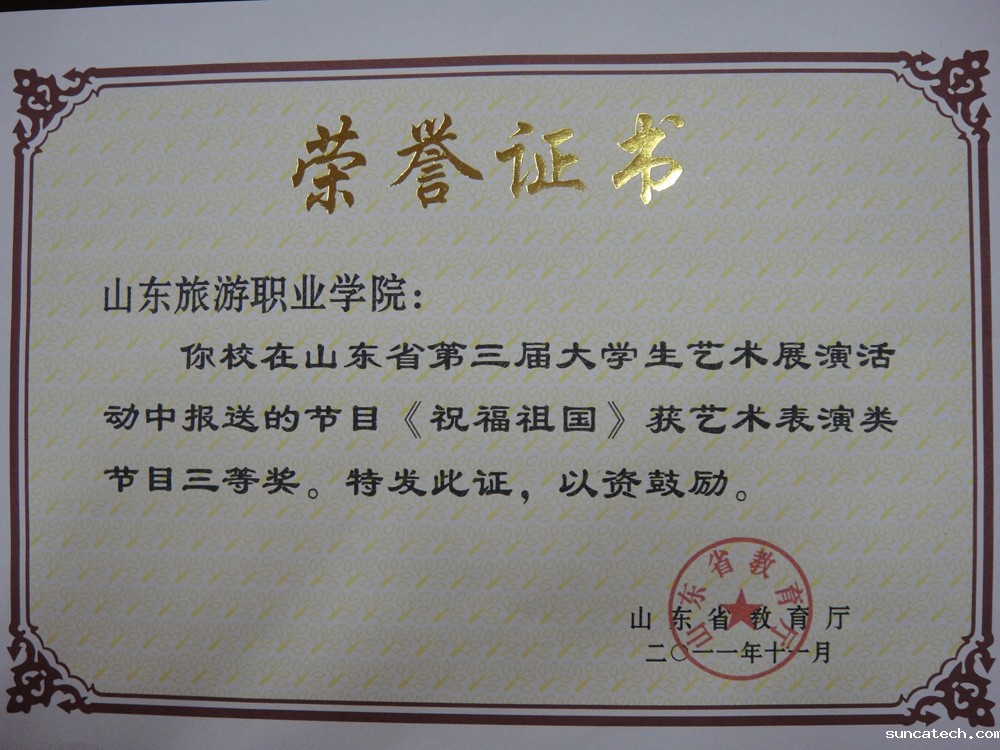 荣誉证书
山东旅游职业学院：
你校在山东省第三届大学生艺术展演活
动中报送的节目《祝福祖国》获艺术表演类
节目三等奖。特发此证，以资鼓励。
山东省教育厅
山东省教育厅
二〇一一年十一月
suncatech.com